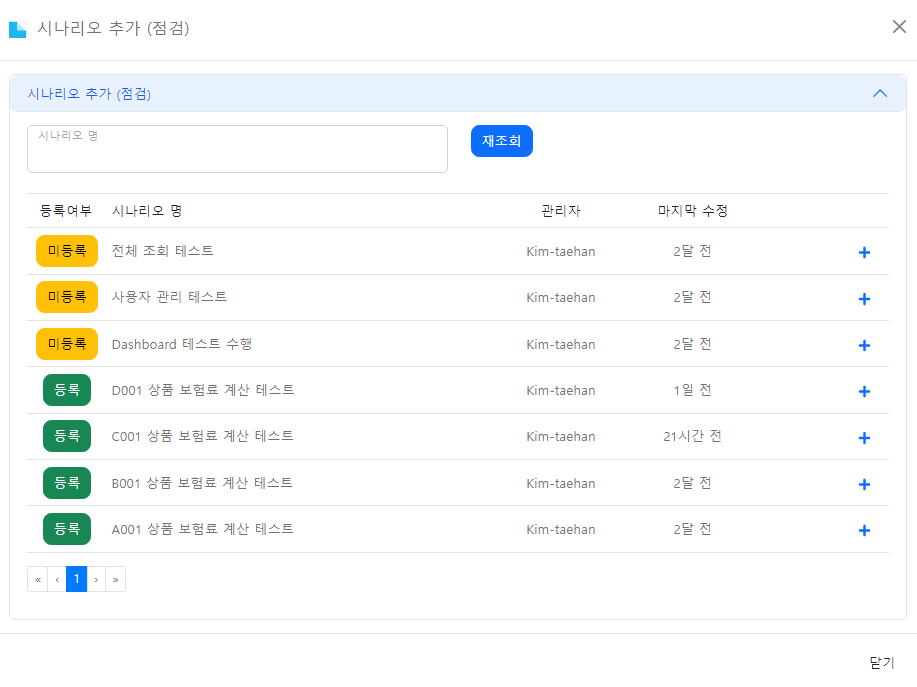 시나리오 추가 (점검)
시나리오 추가 (점검)
시나리오 명
재조회
등록여부 시나리오 명 관리자 마지막 수정
미등록 전체 조회 테스트 Kim-taehan 2달 전 +
미등록 사용자 관리 테스트 Kim-taehan 2달 전 +
미등록 Dashboard 테스트 수행 Kim-taehan 2달 전 +
등록 D001 상품 보험료 계산 테스트 Kim-taehan 1일 전 +
등록 C001 상품 보험료 계산 테스트 Kim-taehan 21시간 전 +
등록 B001 상품 보험료 계산 테스트 Kim-taehan 2달 전 +
등록 A001 상품 보험료 계산 테스트 Kim-taehan 2달 전 +
« ‹ 1 › »
닫기